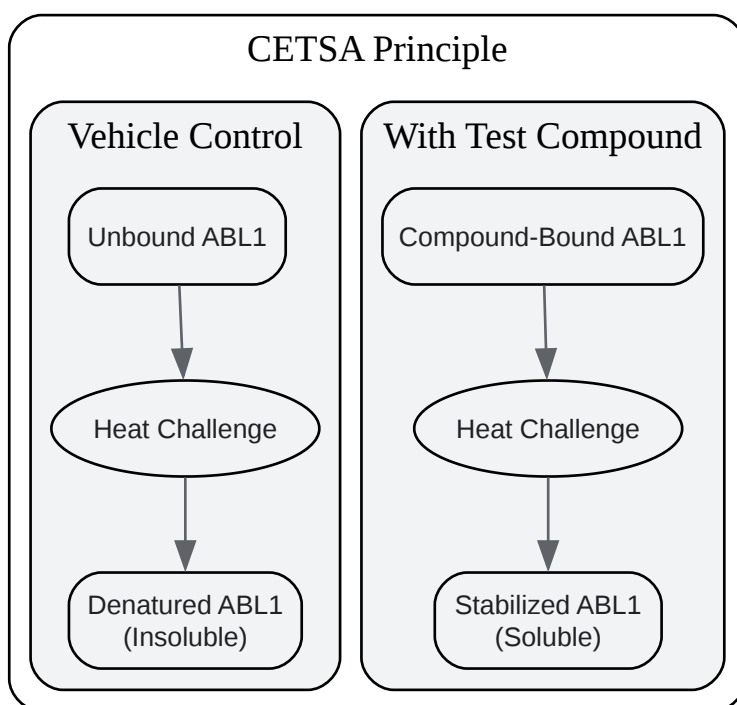 CETSA Principle
Vehicle Control
Unbound ABL1
Heat Challenge
Denatured ABL1
(Insoluble)
With Test Compound
Compound-Bound ABL1
Heat Challenge
Stabilized ABL1
(Soluble)